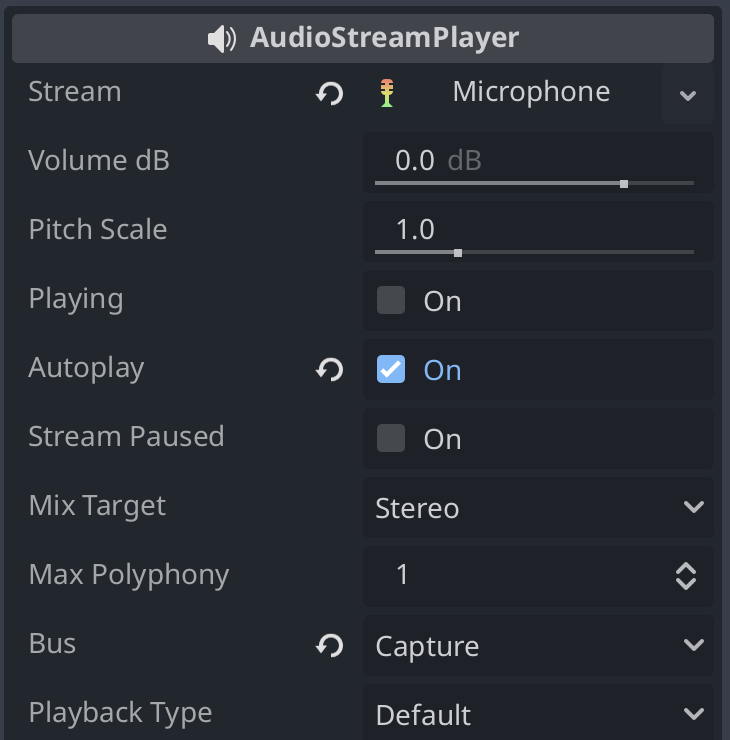 AudioStreamPlayer
Stream Microphone
Volume dB 0.0 dB
Pitch Scale 1.0
Playing On
Autoplay On
Stream Paused On
Mix Target Stereo
Max Polyphony 1
Bus Capture
Playback Type Default